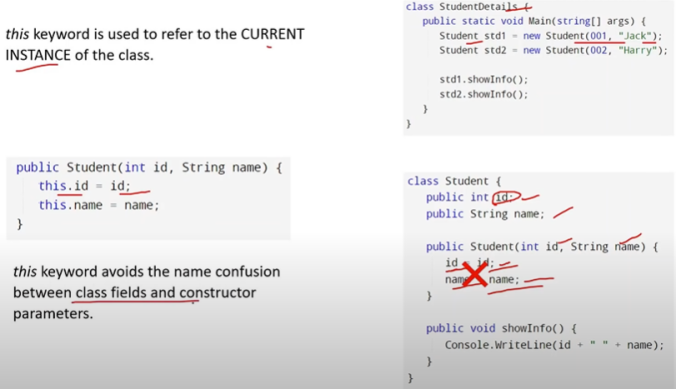 this keyword is used to refer to the CURRENT
INSTANCE of the class.
public Student(int id, String name) {
this.id = id;
this.name = name;
}
this keyword avoids the name confusion
between class fields and constructor
parameters.
class StudentDetails {
public static void Main(string[] args) {
Student std1 = new Student(001, "Jack");
Student std2 = new Student(002, "Harry");
std1.showInfo();
std2.showInfo();
}
}
class Student {
public int id;
public String name;
public Student(int id, String name) {
id = id;
name = name;
}
public void showInfo() {
Console.WriteLine(id + " " + name);
}
}